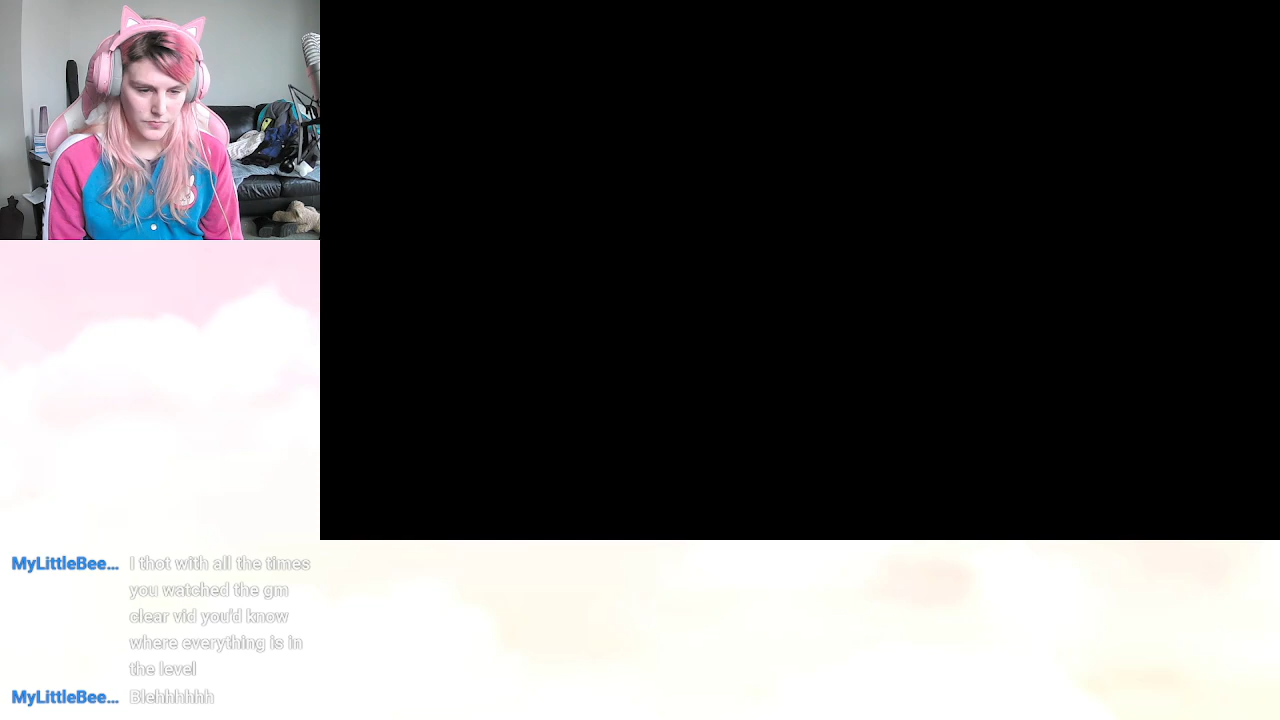 MyLittleBee... I thot with all the times
you watched the gm
clear vid you'd know
where everything is in
the level
MyLittleBee... Blehhhhhh